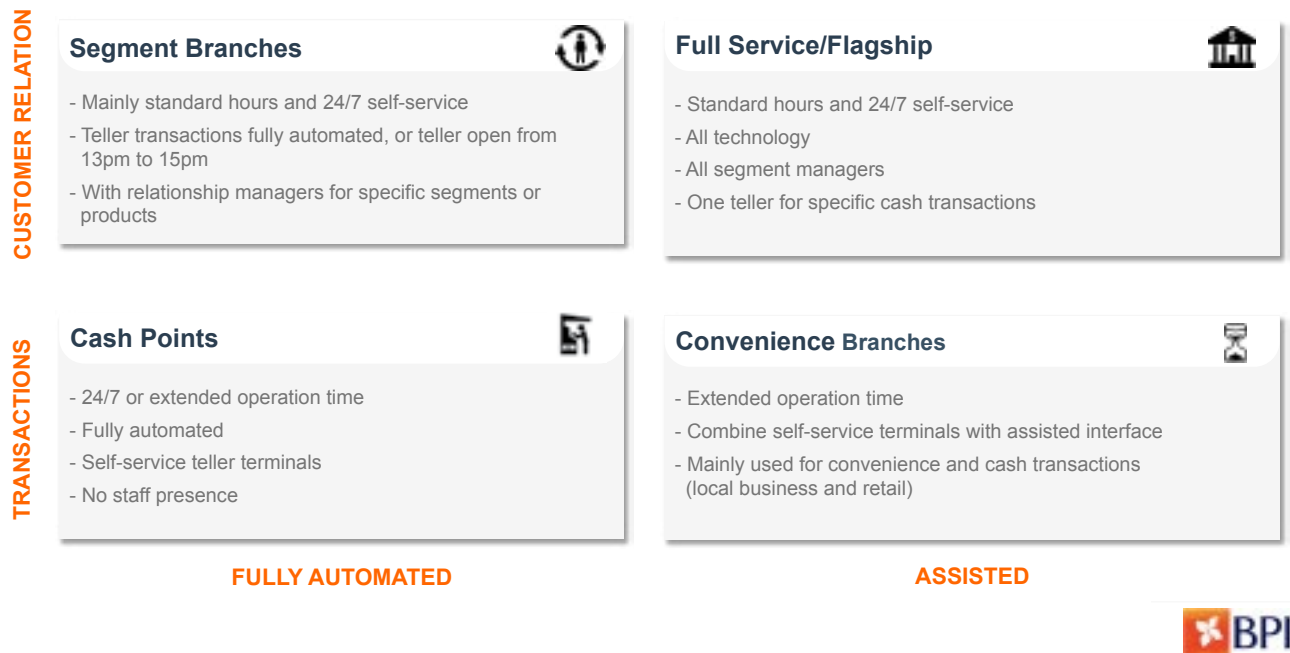 CUSTOMER RELATION
Segment Branches
- Mainly standard hours and 24/7 self-service
- Teller transactions fully automated, or teller open from
13pm to 15pm
- With relationship managers for specific segments or
products
Full Service/Flagship
- Standard hours and 24/7 self-service
- All technology
- All segment managers
- One teller for specific cash transactions
TRANSACTIONS
Cash Points
- 24/7 or extended operation time
- Fully automated
- Self-service teller terminals
- No staff presence
Convenience Branches
- Extended operation time
- Combine self-service terminals with assisted interface
- Mainly used for convenience and cash transactions
(local business and retail)
FULLY AUTOMATED
ASSISTED
BPI